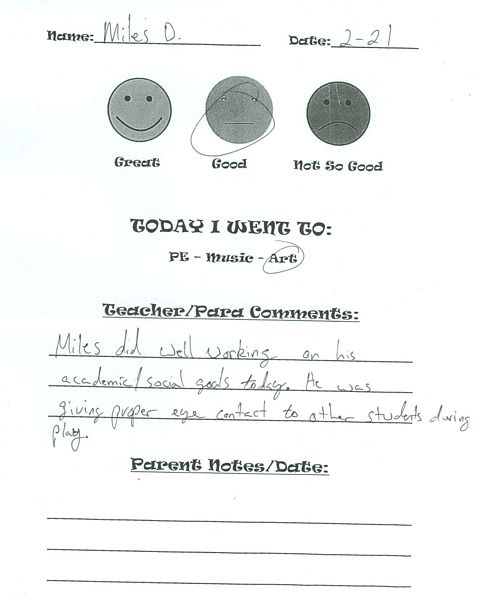 Name: Miles D. Date: 2-21
Great Good Not So Good
TODAY I WENT TO:
PE - Music - Art
Teacher/Para Comments:
Miles did well working on his
academic/social goals today. He was
giving proper eye contact to other students during
play.
Parent Notes/Date: